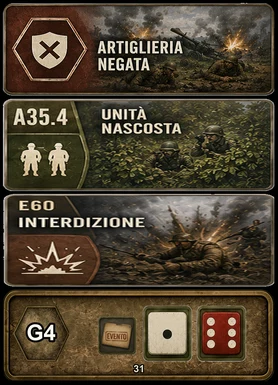 ARTIGLIERIA
NEGATA
A35.4
UNITÀ
NASCOSTA
E60
INTERDIZIONE
G4
EVENTO
31